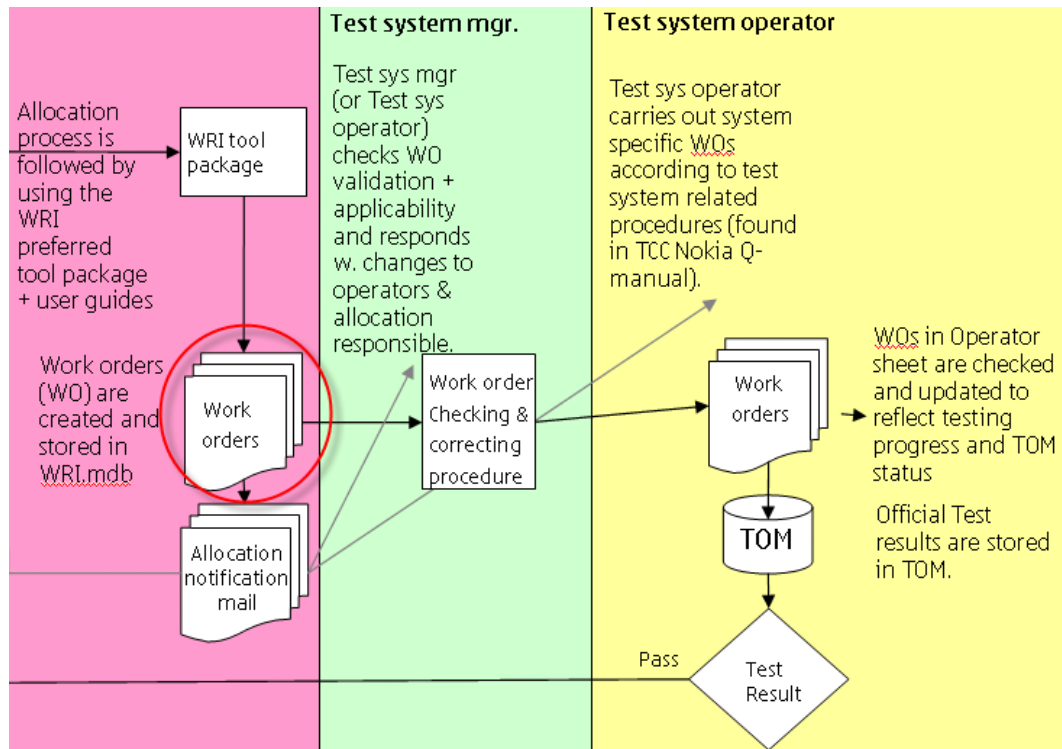 Test system mgr.
Test system operator
Allocation
process is
followed by
using the
WRI
preferred
tool package
+ user guides
WRI tool
package
Test sys mgr
(or Test sys
operator)
checks WO
validation +
applicability
and responds
w. changes to
operators &
allocation
responsible.
Test sys operator
carries out system
specific WOs
according to test
system related
procedures (found
in TCC Nokia Q-
manual).
Work orders
(WO) are
created and
stored in
WRI.mdb
Work
orders
Work order
Checking &
correcting
procedure
Work
orders
WOs in Operator
sheet are checked
and updated to
reflect testing
progress and TOM
status
Allocation
notification
mail
TOM
Official Test
results are stored
in TOM.
Pass
Test
Result